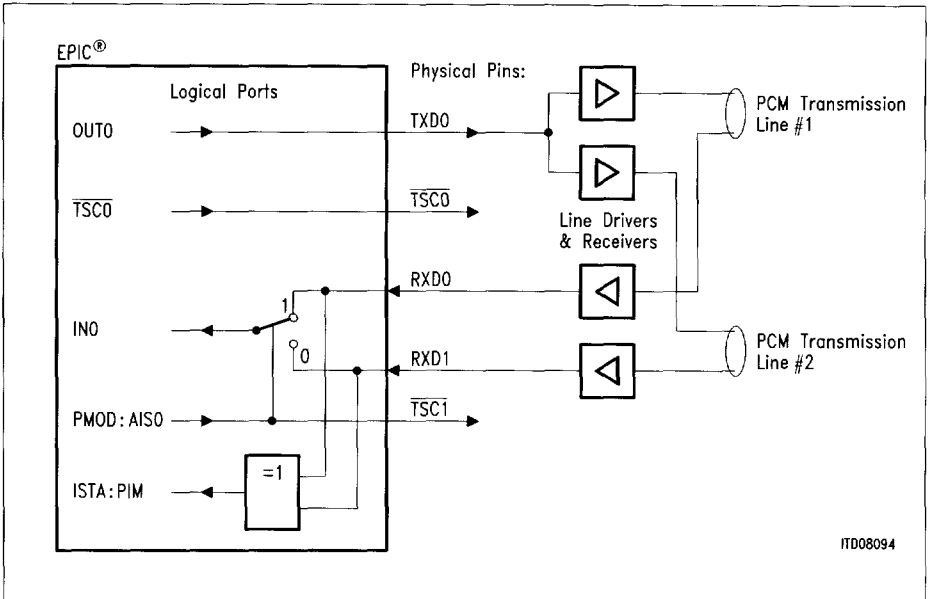 EPIC®
Logical Ports
Physical Pins:
OUT0
TXD0
PCM Transmission
Line #1
TSC0
TSC0
Line Drivers
& Receivers
RXD0
1
IN0
0
RXD1
PCM Transmission
Line #2
PMOD:AIS0
TSC1
=1
ISTA:PIM
ITD08094